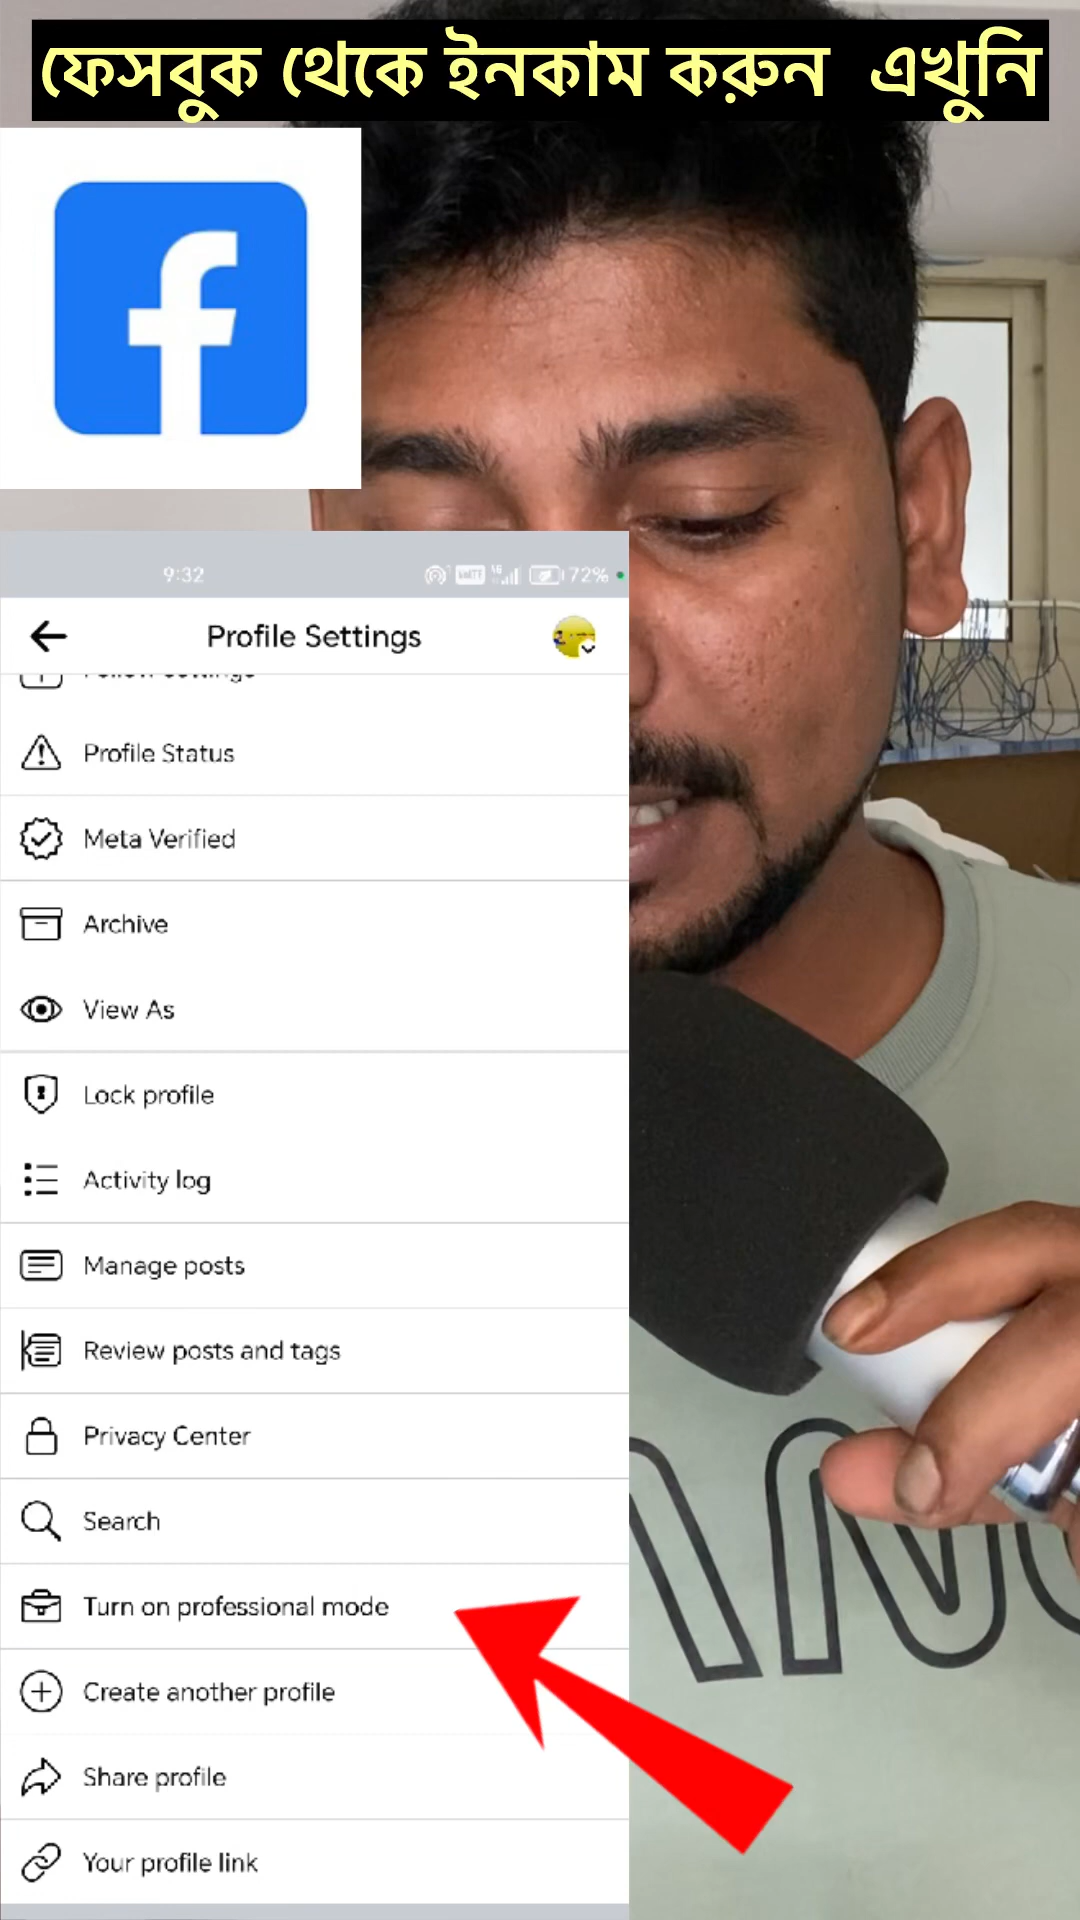 ফেসবুক থেকে ইনকাম করুন এখুনি
9:32
72%
Profile Settings
Profile Status
Meta Verified
Archive
View As
Lock profile
Activity log
Manage posts
Review posts and tags
Privacy Center
Search
Turn on professional mode
Create another profile
Share profile
Your profile link